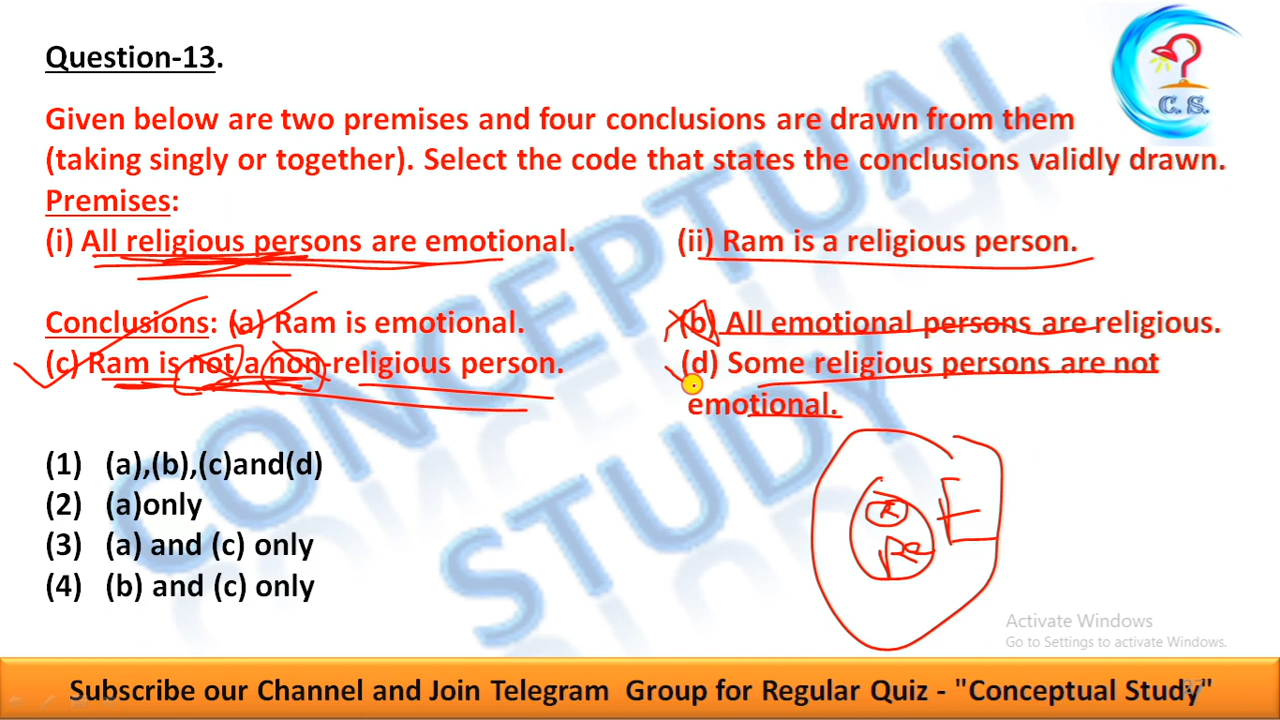 Question-13.
C. S.
Given below are two premises and four conclusions are drawn from them
(taking singly or together). Select the code that states the conclusions validly drawn.
Premises:
(i) All religious persons are emotional. (ii) Ram is a religious person.
Conclusions: (a) Ram is emotional. (b) All emotional persons are religious.
(c) Ram is not a non-religious person. (d) Some religious persons are not
emotional.
(1) (a),(b),(c)and(d)
(2) (a)only
(3) (a) and (c) only
(4) (b) and (c) only
E
CONCEPTUAL
STUDY
Activate Windows
Go to Settings to activate Windows.
Subscribe our Channel and Join Telegram Group for Regular Quiz - "Conceptual Study"